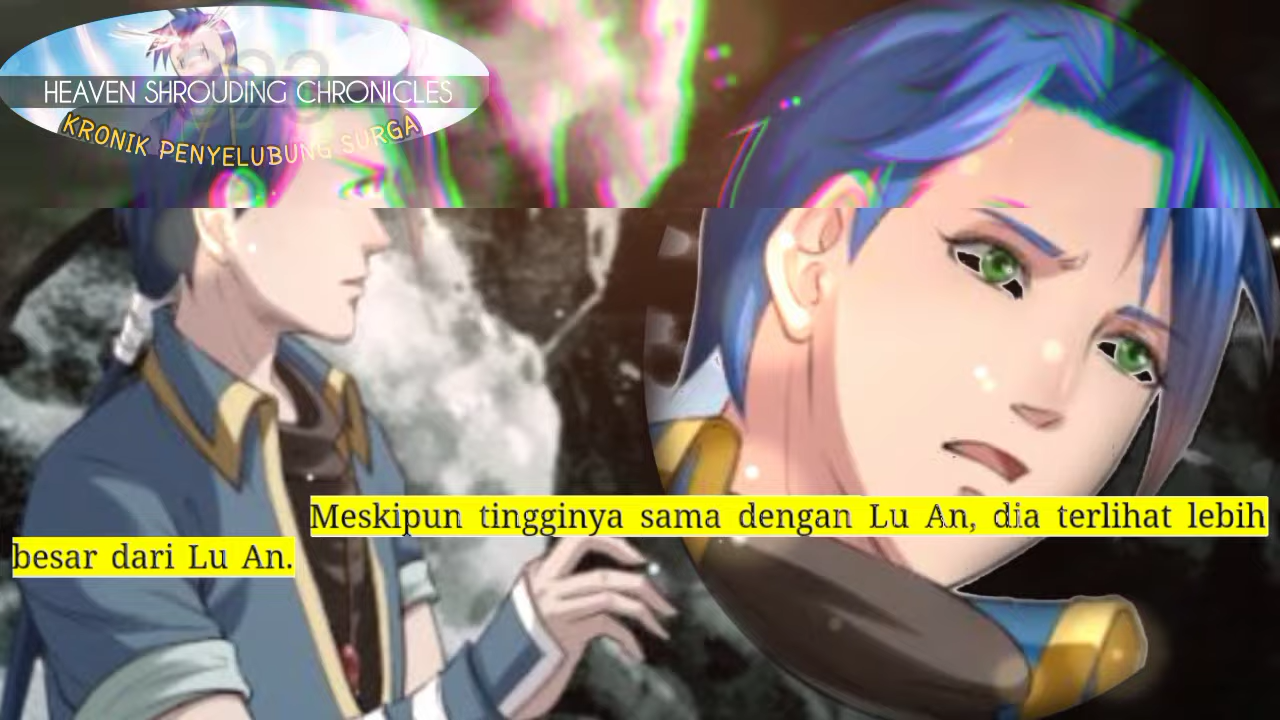 HEAVEN SHROUDING CHRONICLES
KRONIK PENYELUBUNG SURGA
Meskipun tingginya sama dengan Lu An, dia terlihat lebih
besar dari Lu An.